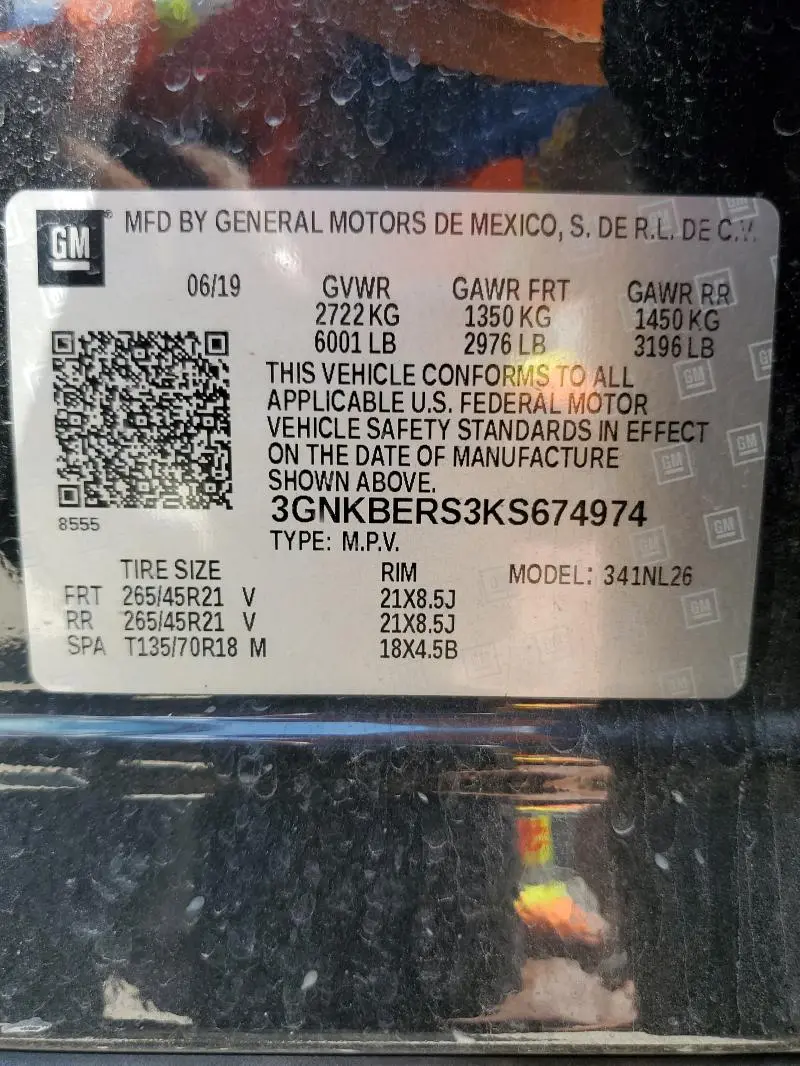 GM® MFD BY GENERAL MOTORS DE MEXICO, S. DE R.L. DE C.V.
06/19 GVWR GAWR FRT GAWR RR
2722 KG 1350 KG 1450 KG
6001 LB 2976 LB 3196 LB
THIS VEHICLE CONFORMS TO ALL
APPLICABLE U.S. FEDERAL MOTOR
VEHICLE SAFETY STANDARDS IN EFFECT
ON THE DATE OF MANUFACTURE
SHOWN ABOVE.
8555
3GNKBERS3KS674974
TYPE: M.P.V.
TIRE SIZE RIM MODEL: 341NL26
FRT 265/45R21 V 21X8.5J
RR 265/45R21 V 21X8.5J
SPA T135/70R18 M 18X4.5B